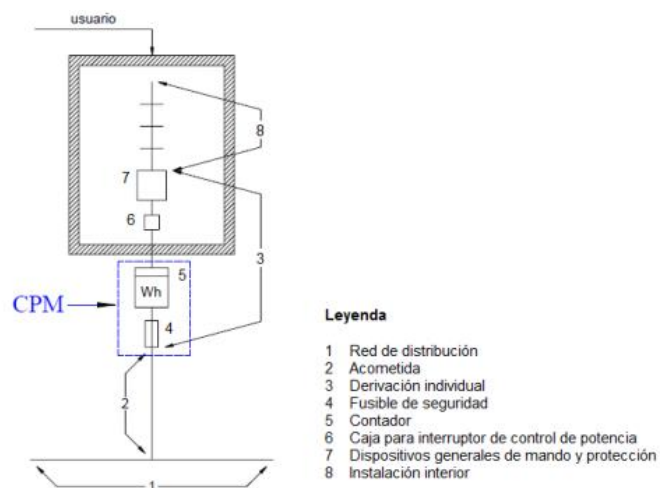 usuario
8
7
6
5
Wh
3
CPM
4
2
1
Leyenda
1 Red de distribución
2 Acometida
3 Derivación individual
4 Fusible de seguridad
5 Contador
6 Caja para interruptor de control de potencia
7 Dispositivos generales de mando y protección
8 Instalación interior